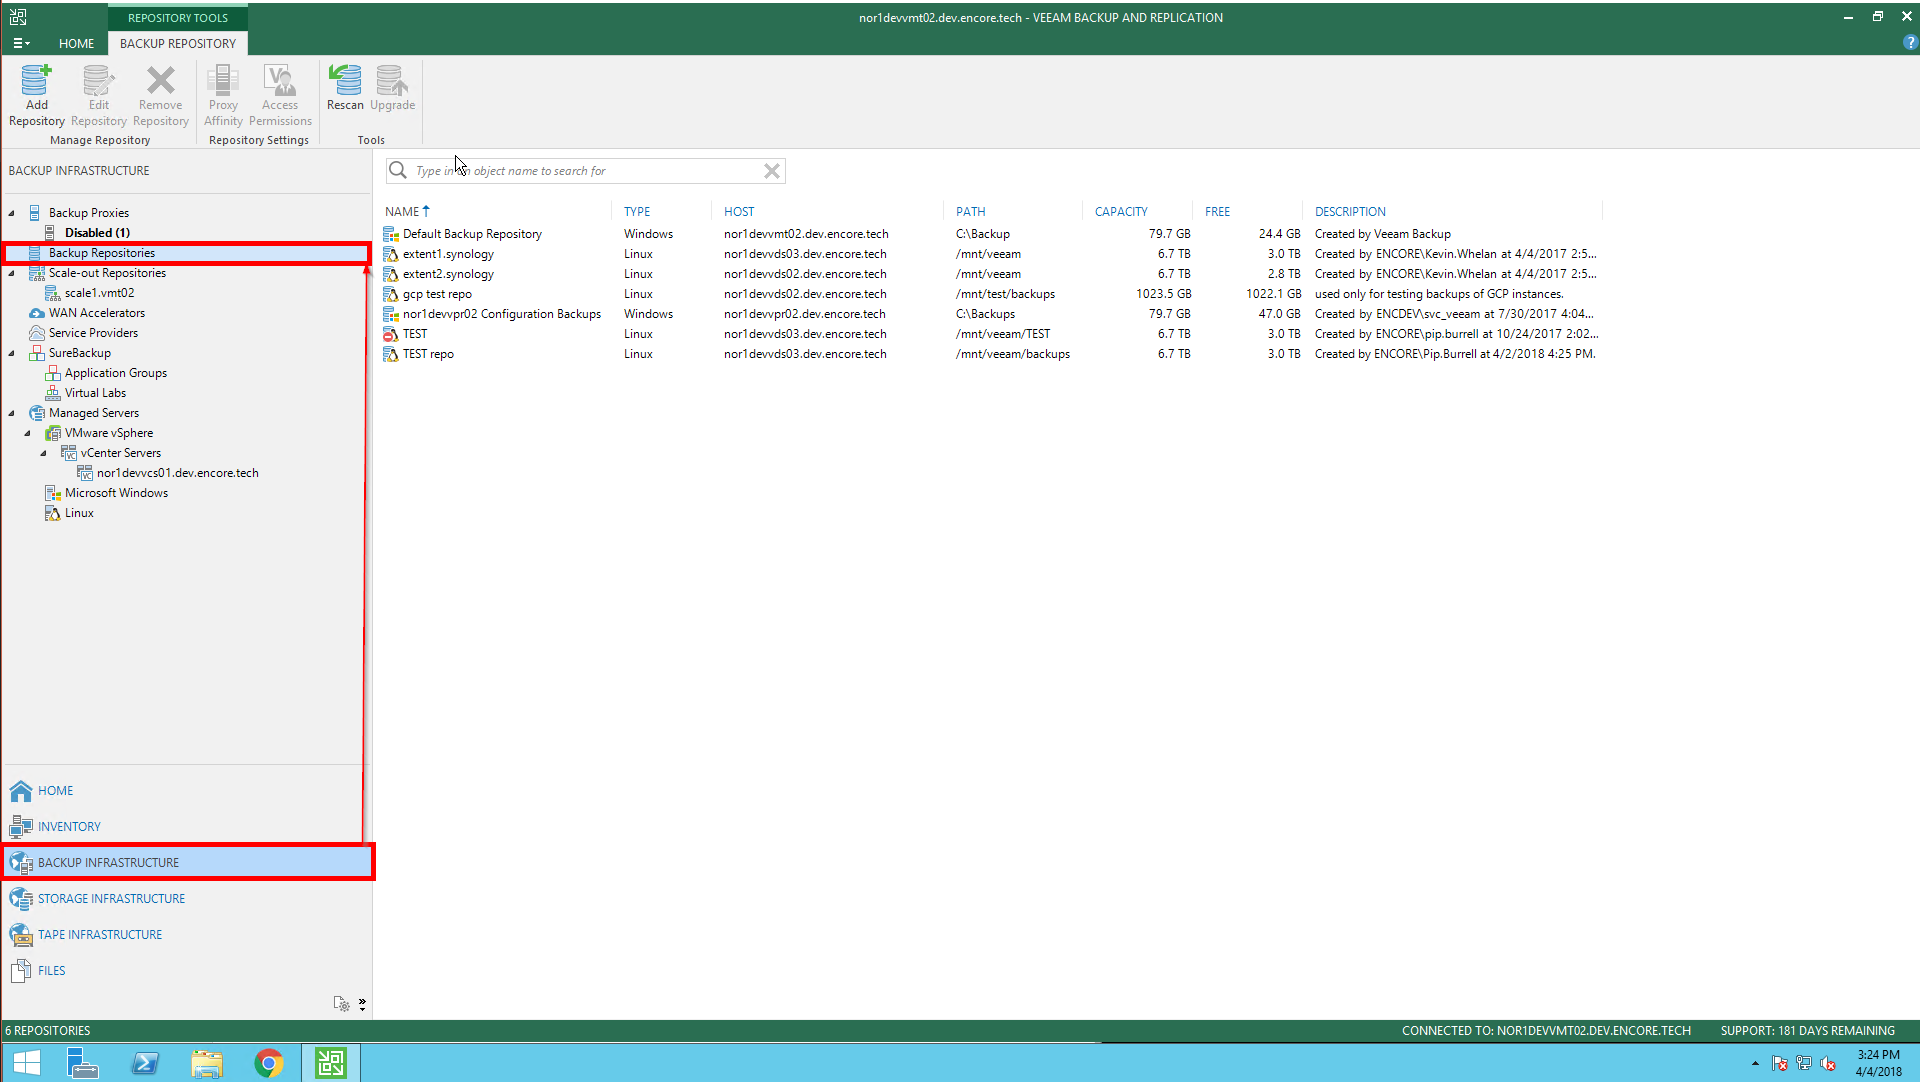 REPOSITORY TOOLS
nor1devvmt02.dev.encore.tech - VEEAM BACKUP AND REPLICATION
HOME BACKUP REPOSITORY
Add Repository
Edit Repository
Remove Repository
Proxy Affinity
Access Permissions
Rescan
Upgrade
Manage Repository
Repository Settings
Tools
BACKUP INFRASTRUCTURE
Backup Proxies
Disabled (1)
Backup Repositories
Scale-out Repositories
scale1.vmt02
WAN Accelerators
Service Providers
SureBackup
Application Groups
Virtual Labs
Managed Servers
VMware vSphere
vCenter Servers
nor1devvcs01.dev.encore.tech
Microsoft Windows
Linux
HOME
INVENTORY
BACKUP INFRASTRUCTURE
STORAGE INFRASTRUCTURE
TAPE INFRASTRUCTURE
FILES
Type in an object name to search for
NAME TYPE HOST PATH CAPACITY FREE DESCRIPTION
Default Backup Repository Windows nor1devvmt02.dev.encore.tech C:\Backup 79.7 GB 24.4 GB Created by Veeam Backup
extent1.synology Linux nor1devvds03.dev.encore.tech /mnt/veeam 6.7 TB 3.0 TB Created by ENCORE\Kevin.Whelan at 4/4/2017 2:5...
extent2.synology Linux nor1devvds02.dev.encore.tech /mnt/veeam 6.7 TB 2.8 TB Created by ENCORE\Kevin.Whelan at 4/4/2017 2:5...
gcp test repo Linux nor1devvds02.dev.encore.tech /mnt/test/backups 1023.5 GB 1022.1 GB used only for testing backups of GCP instances.
nor1devvpr02 Configuration Backups Windows nor1devvpr02.dev.encore.tech C:\Backups 79.7 GB 47.0 GB Created by ENCDEV\svc_veeam at 7/30/2017 4:04...
TEST Linux nor1devvds03.dev.encore.tech /mnt/veeam/TEST 6.7 TB 3.0 TB Created by ENCORE\pip.burrell at 10/24/2017 2:02...
TEST repo Linux nor1devvds03.dev.encore.tech /mnt/veeam/backups 6.7 TB 3.0 TB Created by ENCORE\Pip.Burrell at 4/2/2018 4:25 PM.
6 REPOSITORIES
CONNECTED TO: NOR1DEVVMT02.DEV.ENCORE.TECH SUPPORT: 181 DAYS REMAINING
3:24 PM
4/4/2018